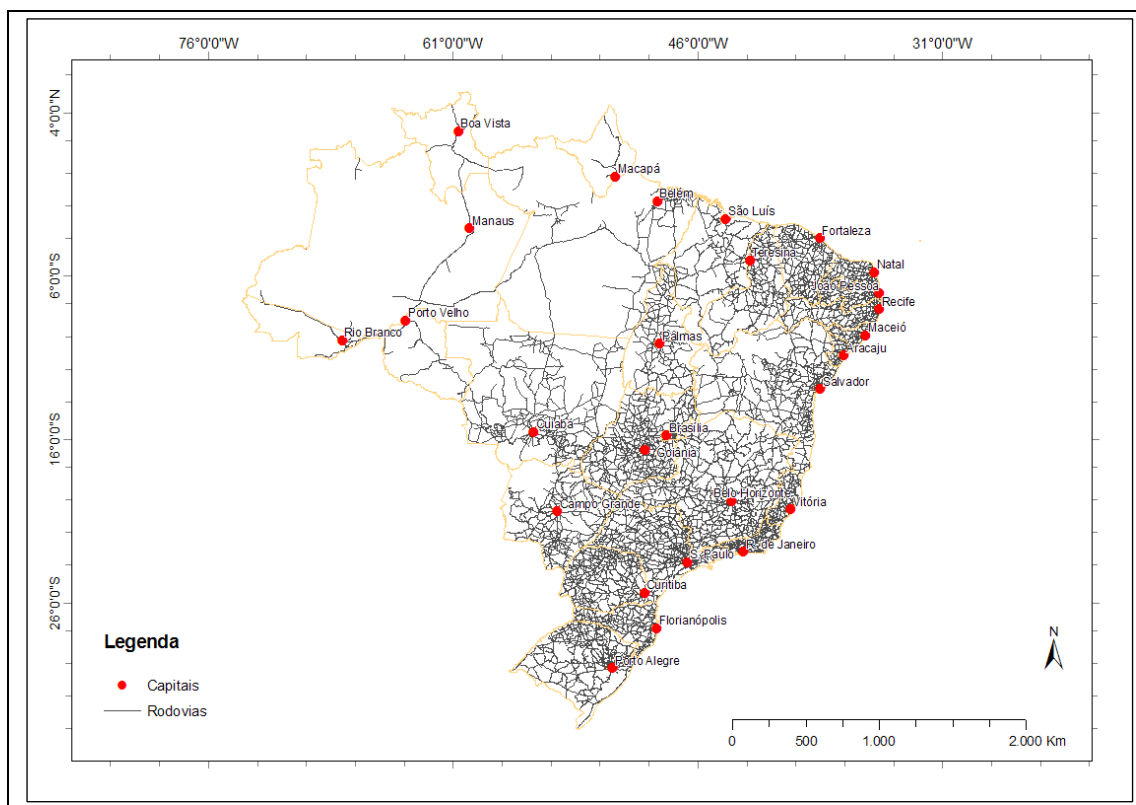 76°0'0"W 61°0'0"W 46°0'0"W 31°0'0"W
4°0'0"N
6°0'0"S
16°0'0"S
26°0'0"S
Boa Vista
Macapá
Belém
São Luís
Manaus
Fortaleza
Teresina
Natal
João Pessoa
Recife
Porto Velho
Maceió
Rio Branco
Palmas
Aracaju
Salvador
Cuiabá
Brasília
Goiânia
Belo Horizonte
Vitória
Campo Grande
R. de Janeiro
S. Paulo
Curitiba
Florianópolis
Porto Alegre
Legenda
Capitais
Rodovias
N
0 500 1.000 2.000 Km